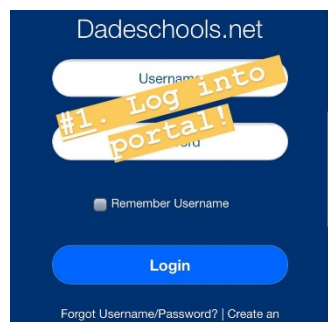 Dadeschools.net
Username
#1. Log into
portal!
Remember Username
Login
Forgot Username/Password? | Create an